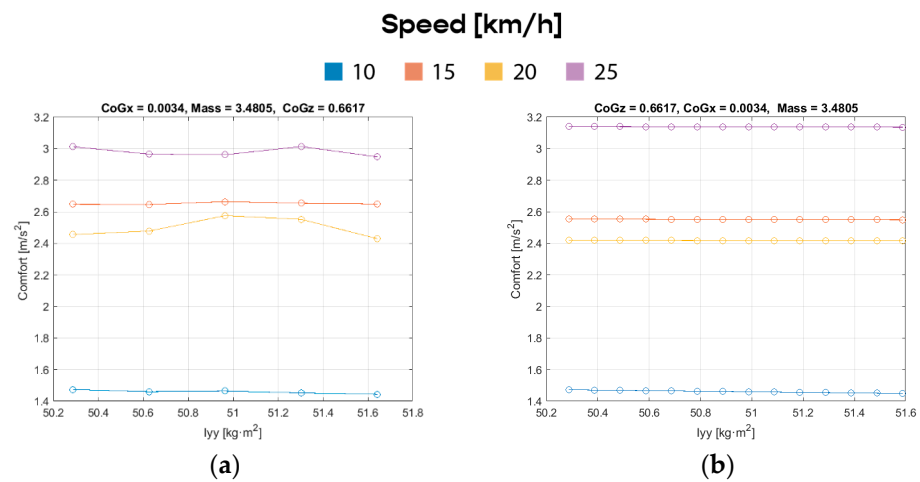 Speed [km/h]
10 15 20 25
CoGx = 0.0034, Mass = 3.4805, CoGz = 0.6617
3.2
3
2.8
2.6
2.4
2.2
2
1.8
1.6
1.4
Comfort [m/s²]
50.2 50.4 50.6 50.8 51 51.2 51.4 51.6 51.8
Iyy [kg·m²]
(a)
CoGz = 0.6617, CoGx = 0.0034, Mass = 3.4805
3.2
3
2.8
2.6
2.4
2.2
2
1.8
1.6
1.4
Comfort [m/s²]
50.2 50.4 50.6 50.8 51 51.2 51.4 51.6
Iyy [kg·m²]
(b)